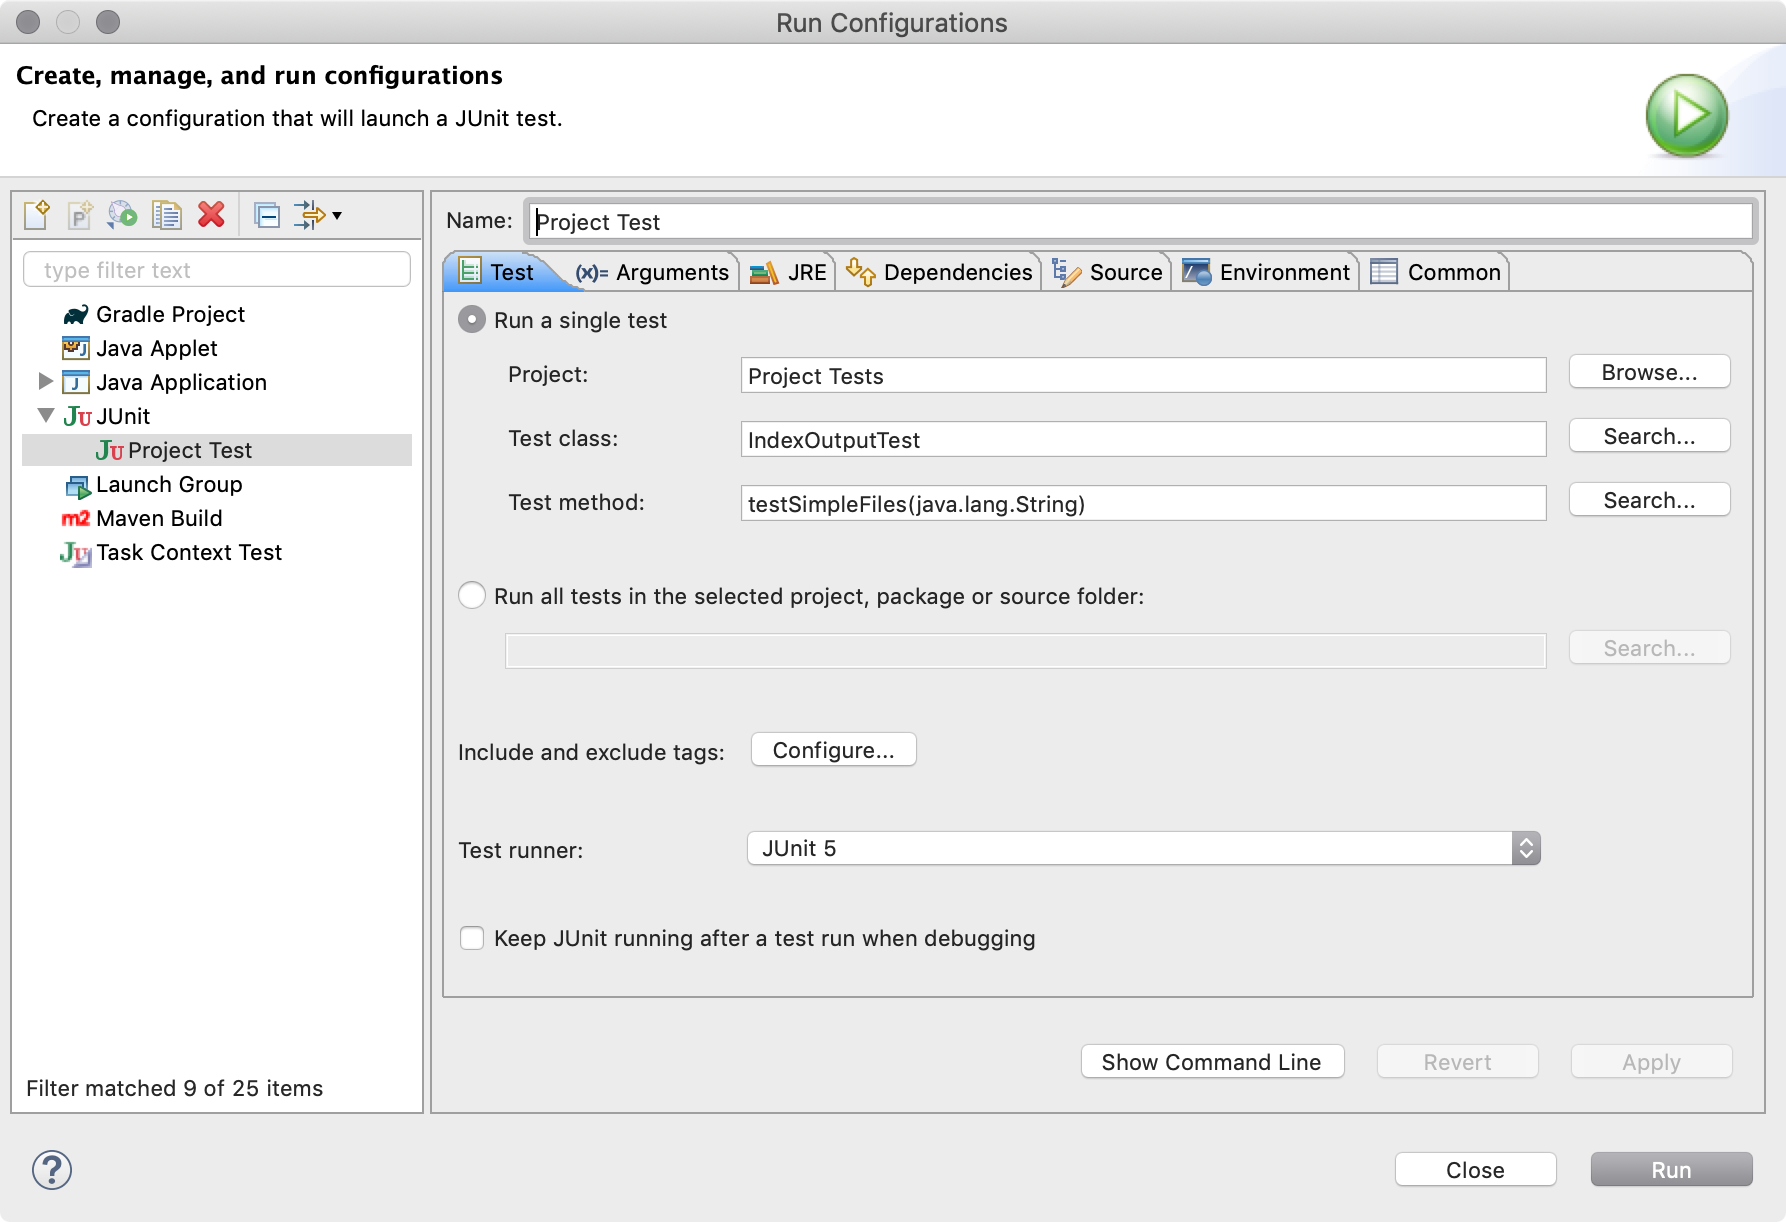 Run Configurations
Create, manage, and run configurations
Create a configuration that will launch a JUnit test.
type filter text
Gradle Project
Java Applet
Java Application
JUnit
Project Test
Launch Group
m2 Maven Build
Task Context Test
Filter matched 9 of 25 items
Name: Project Test
Test (x)= Arguments JRE Dependencies Source Environment Common
Run a single test
Project: Project Tests Browse...
Test class: IndexOutputTest Search...
Test method: testSimpleFiles(java.lang.String) Search...
Run all tests in the selected project, package or source folder:
Search...
Include and exclude tags: Configure...
Test runner: JUnit 5
Keep JUnit running after a test run when debugging
Show Command Line Revert Apply
? Close Run